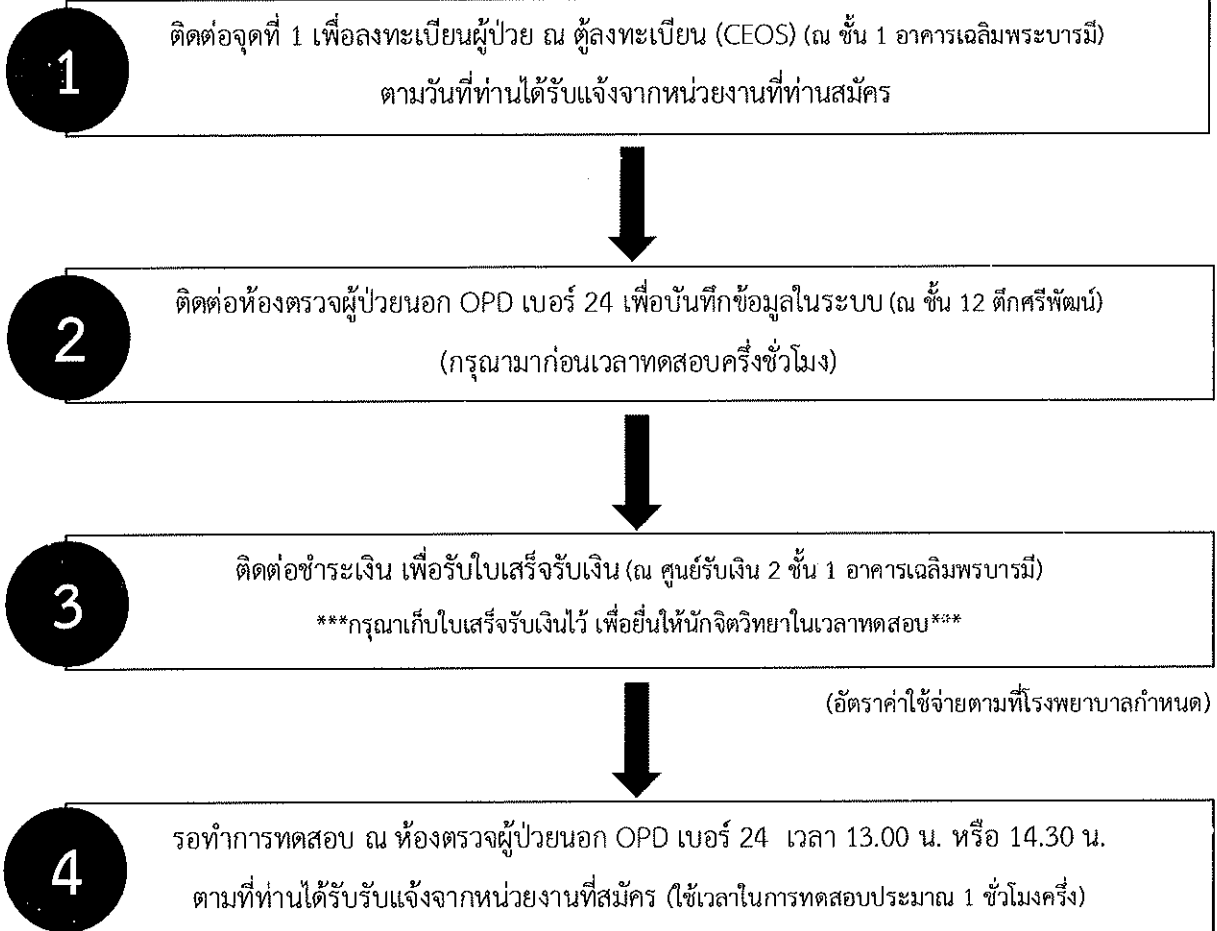 1
ติดต่อจุดที่ 1 เพื่อลงทะเบียนผู้ป่วย ณ ตู้ลงทะเบียน (CEOS) (ณ ชั้น 1 อาคารเฉลิมพระบารมี)
ตามวันที่ท่านได้รับแจ้งจากหน่วยงานที่ท่านสมัคร
2
ติดต่อห้องตรวจผู้ป่วยนอก OPD เบอร์ 24 เพื่อบันทึกข้อมูลในระบบ (ณ ชั้น 12 ตึกศรีพัฒน์)
(กรุณามาก่อนเวลาทดสอบครึ่งชั่วโมง)
3
ติดต่อชำระเงิน เพื่อรับใบเสร็จรับเงิน (ณ ศูนย์รับเงิน 2 ชั้น 1 อาคารเฉลิมพรบารมี)
***กรุณาเก็บใบเสร็จรับเงินไว้ เพื่อยื่นให้นักจิตวิทยาในเวลาทดสอบ***
(อัตราค่าใช้จ่ายตามที่โรงพยาบาลกำหนด)
4
รอทำการทดสอบ ณ ห้องตรวจผู้ป่วยนอก OPD เบอร์ 24 เวลา 13.00 น. หรือ 14.30 น.
ตามที่ท่านได้รับรับแจ้งจากหน่วยงานที่สมัคร (ใช้เวลาในการทดสอบประมาณ 1 ชั่วโมงครึ่ง)